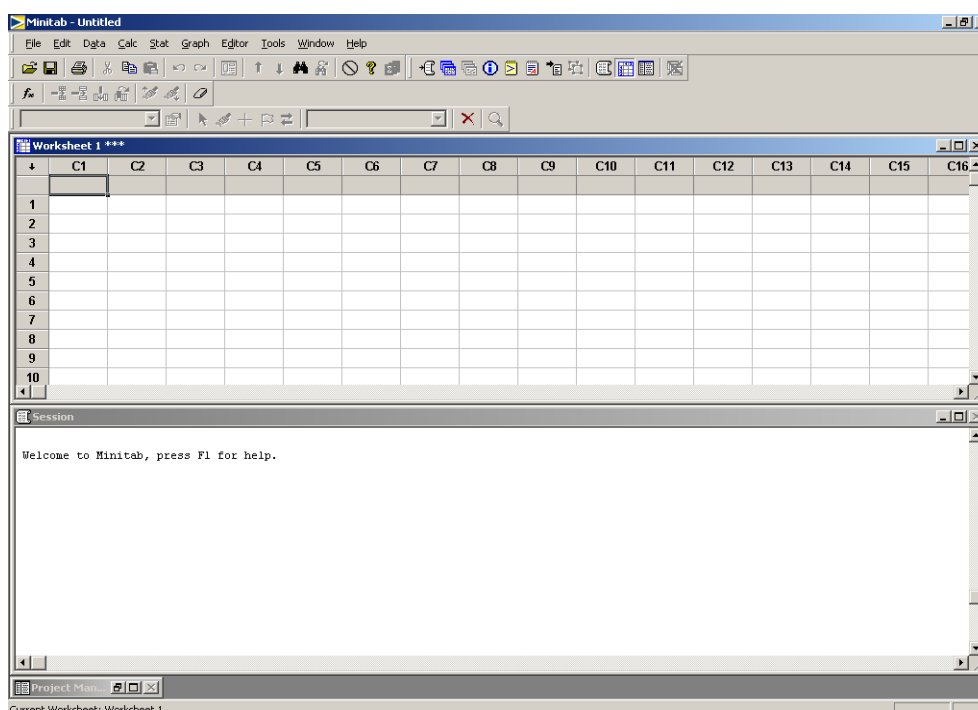 Minitab - Untitled
File Edit Data Calc Stat Graph Editor Tools Window Help
Worksheet 1 ***
C1 C2 C3 C4 C5 C6 C7 C8 C9 C10 C11 C12 C13 C14 C15 C16
1
2
3
4
5
6
7
8
9
10
Session
Welcome to Minitab, press F1 for help.
Project Man...
Current Worksheet: Worksheet 1